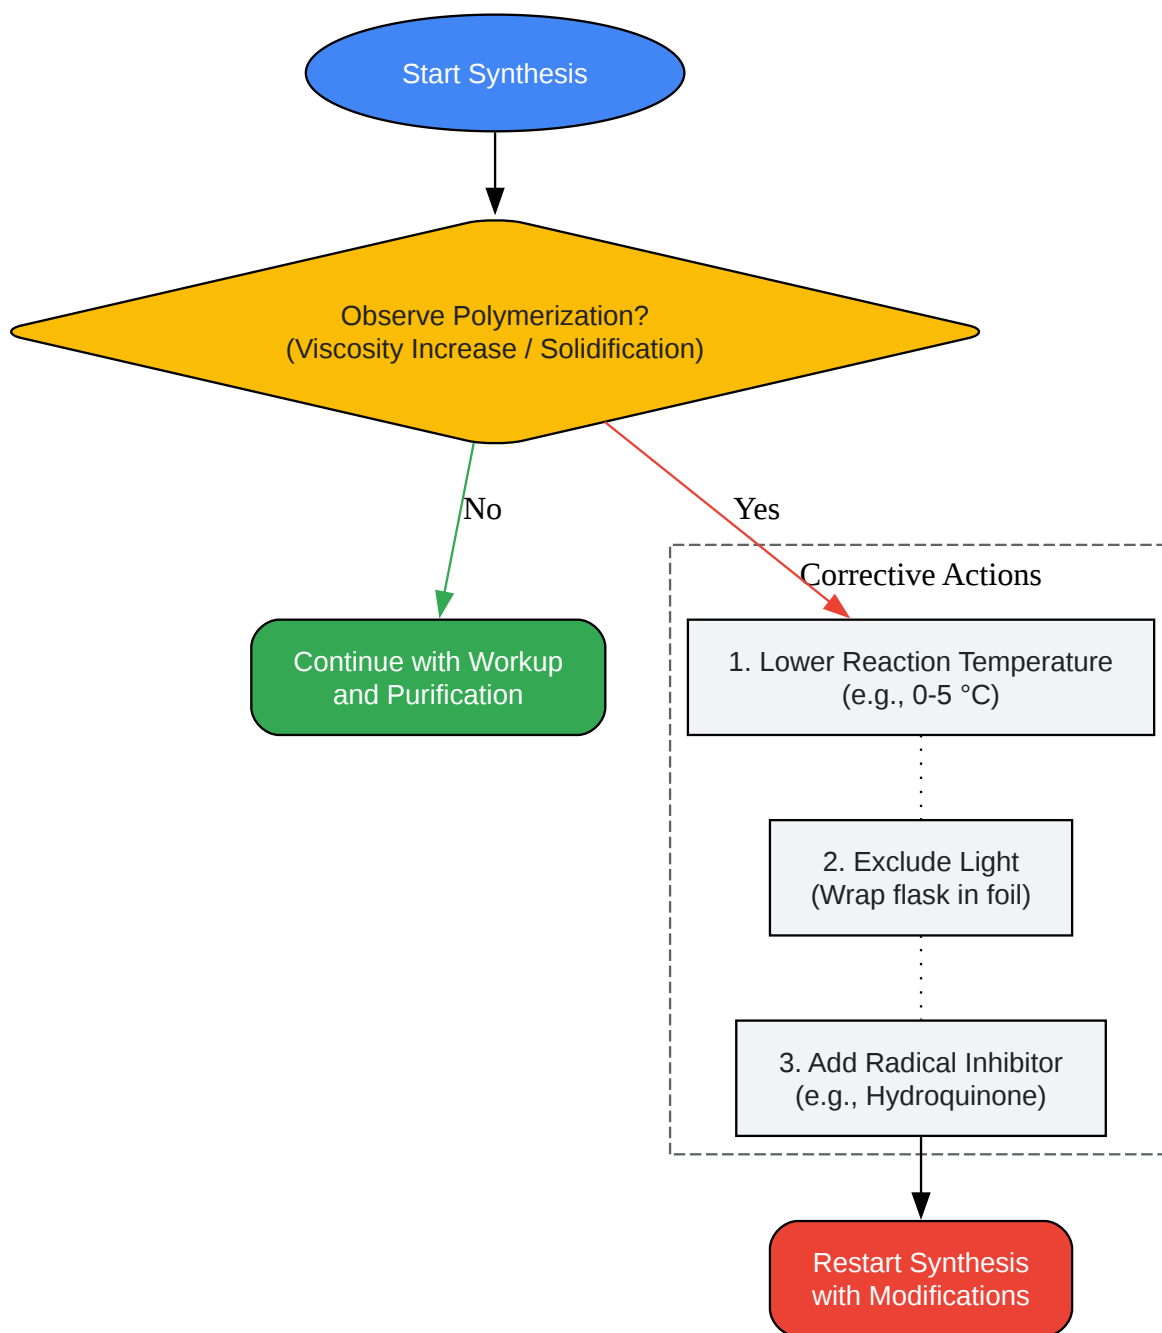 Start Synthesis
Observe Polymerization?
(Viscosity Increase / Solidification)
No
Yes
Corrective Actions
Continue with Workup
and Purification
1. Lower Reaction Temperature
(e.g., 0-5 °C)
2. Exclude Light
(Wrap flask in foil)
3. Add Radical Inhibitor
(e.g., Hydroquinone)
Restart Synthesis
with Modifications